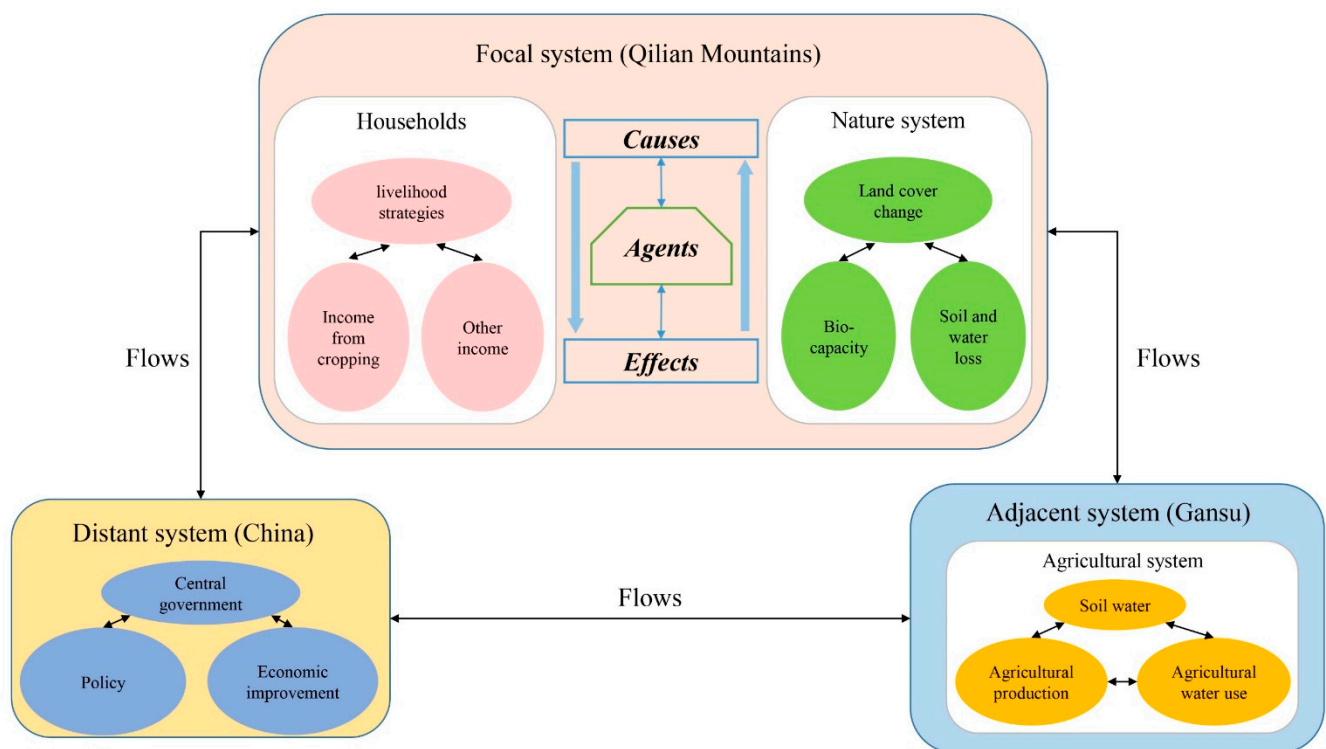 Focal system (Qilian Mountains)
Households
livelihood
strategies
Income
from
cropping
Other
income
Causes
Agents
Effects
Nature system
Land cover
change
Bio-
capacity
Soil and
water
loss
Flows
Flows
Distant system (China)
Central
government
Policy
Economic
improvement
Flows
Adjacent system (Gansu)
Agricultural system
Soil water
Agricultural
production
Agricultural
water use